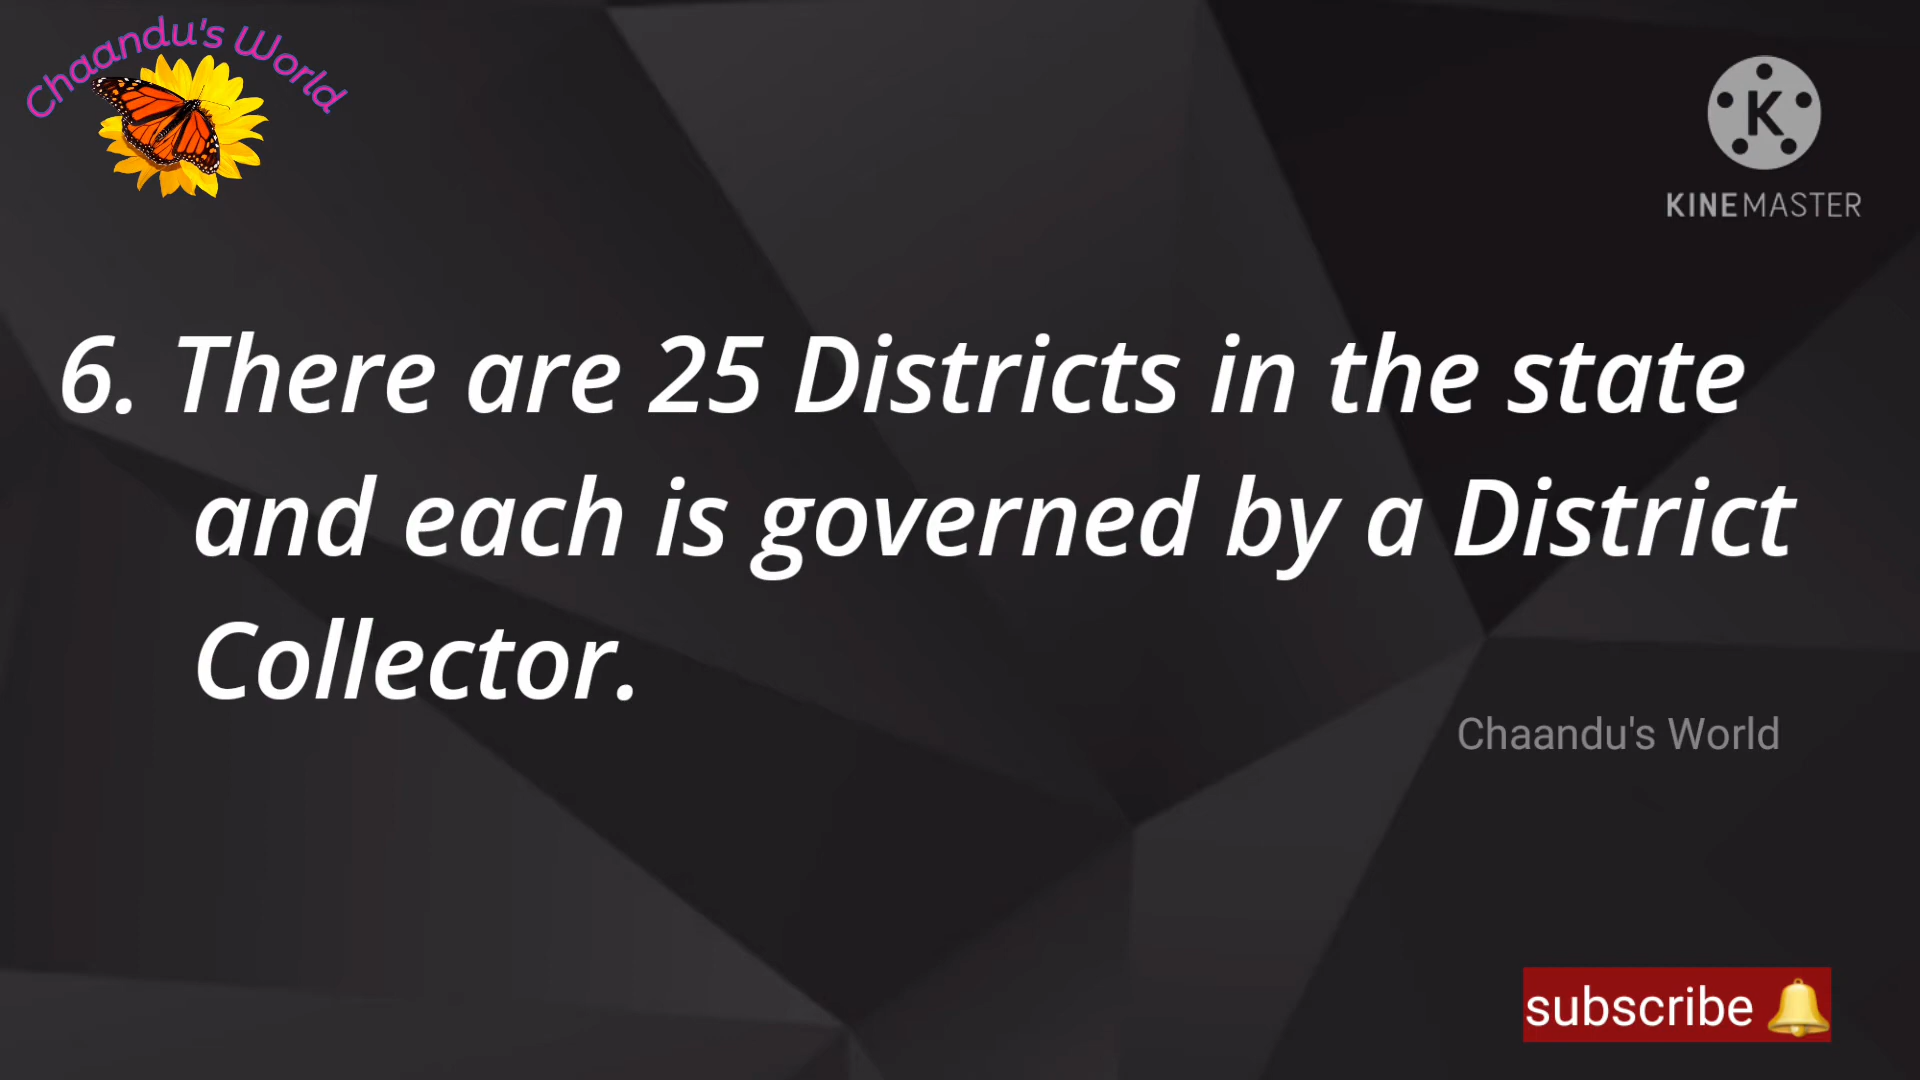 Chaandu's World
K
KINEMASTER
6. There are 25 Districts in the state
and each is governed by a District
Collector.
Chaandu's World
subscribe